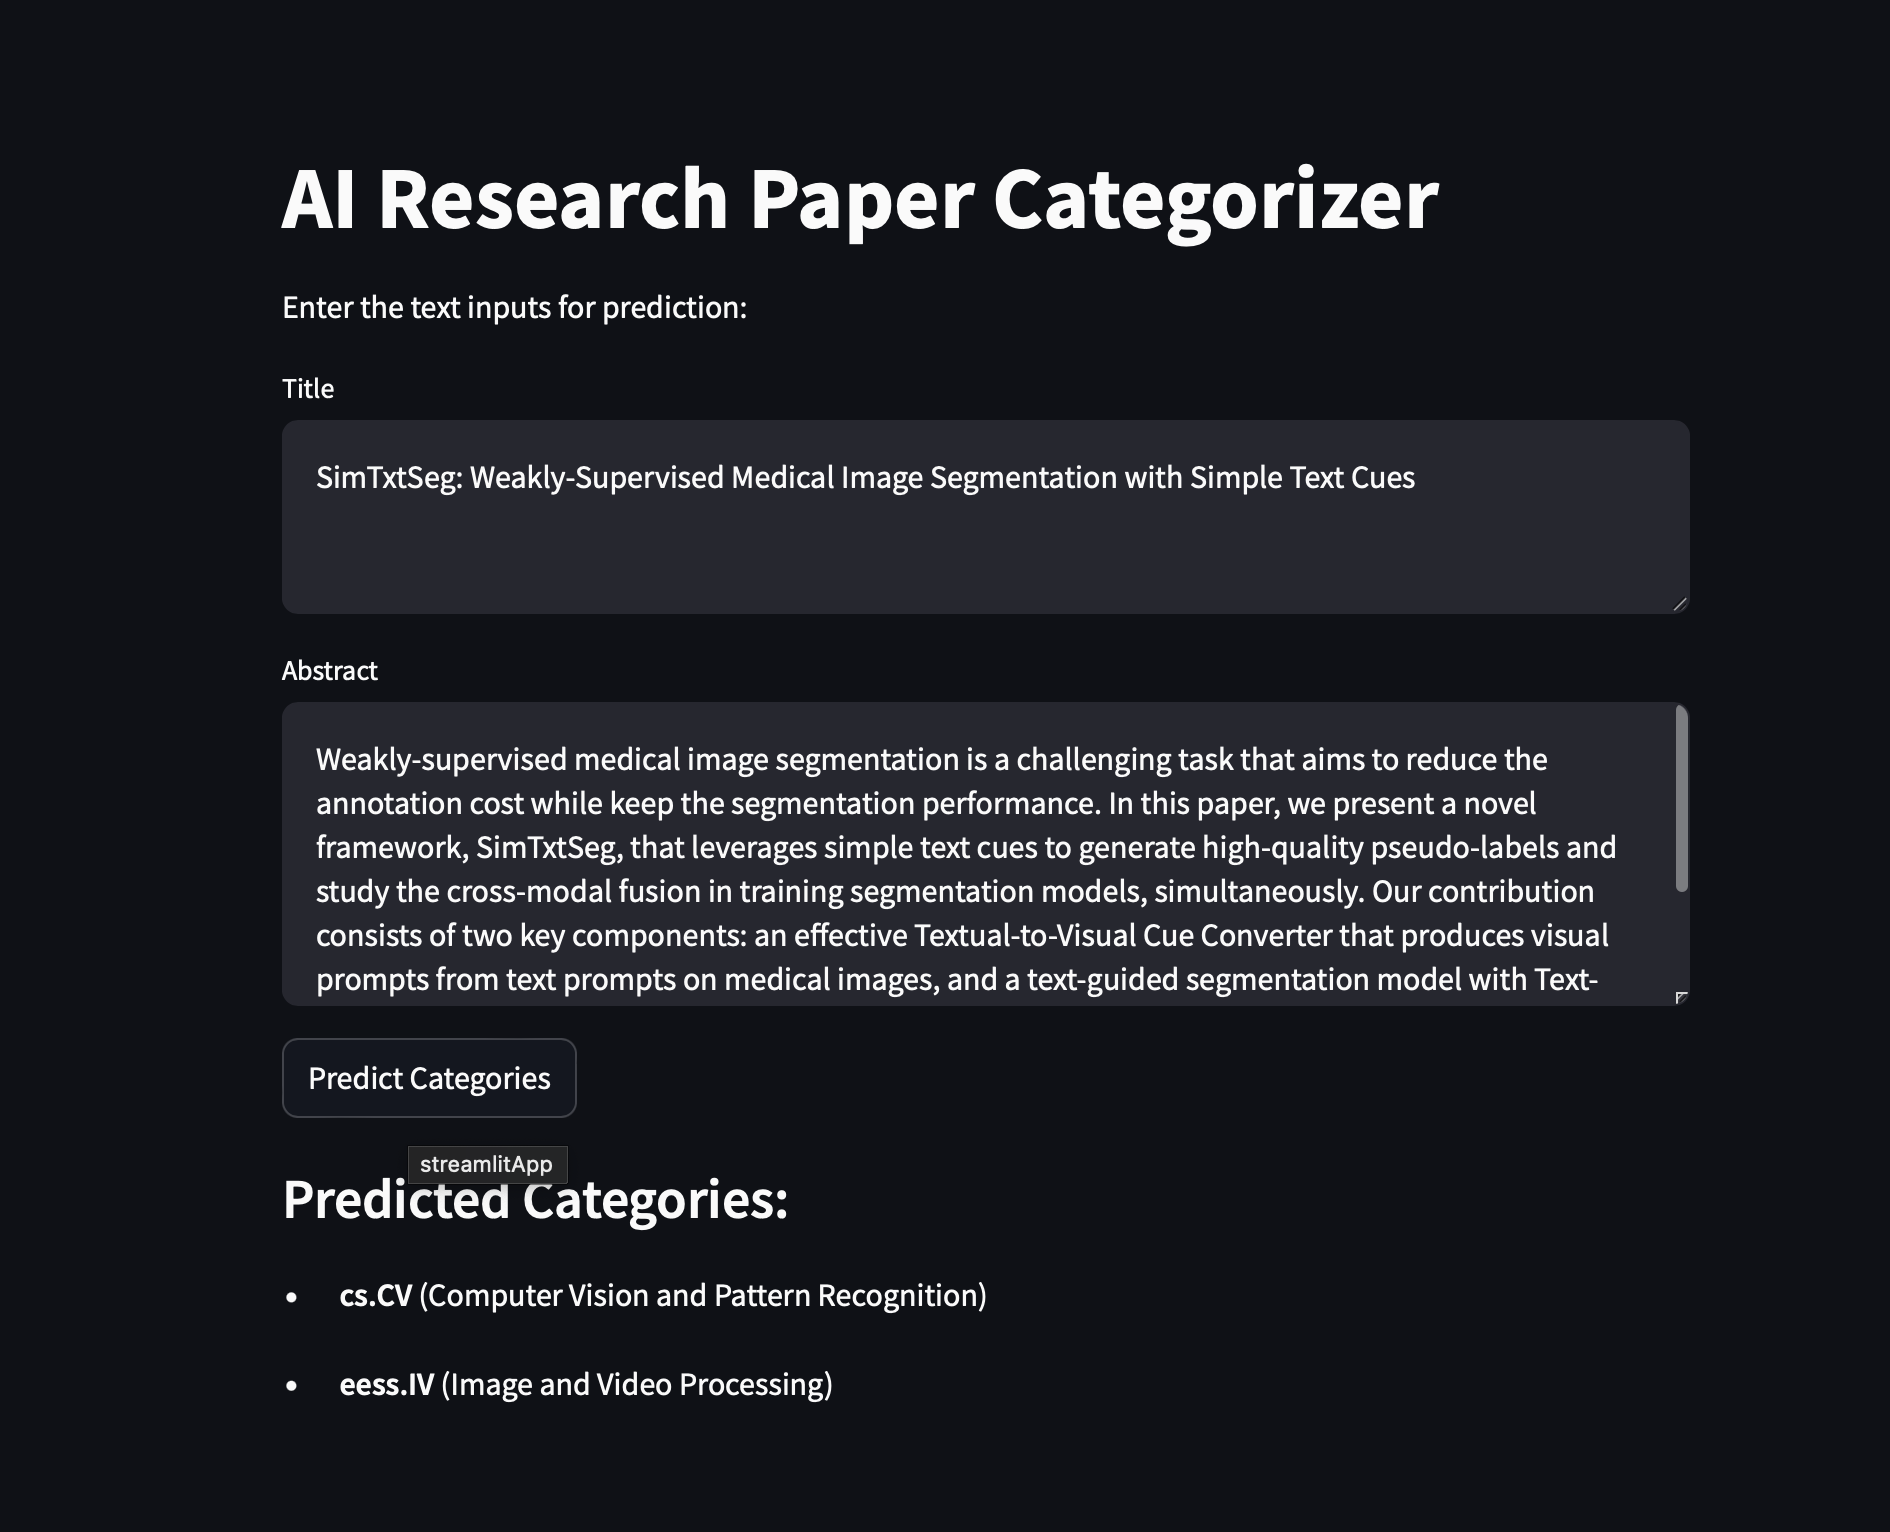 AI Research Paper Categorizer
Enter the text inputs for prediction:
Title
SimTxtSeg: Weakly-Supervised Medical Image Segmentation with Simple Text Cues
Abstract
Weakly-supervised medical image segmentation is a challenging task that aims to reduce the
annotation cost while keep the segmentation performance. In this paper, we present a novel
framework, SimTxtSeg, that leverages simple text cues to generate high-quality pseudo-labels and
study the cross-modal fusion in training segmentation models, simultaneously. Our contribution
consists of two key components: an effective Textual-to-Visual Cue Converter that produces visual
prompts from text prompts on medical images, and a text-guided segmentation model with Text-
Predict Categories
streamlitApp
Predicted Categories:
• cs.CV (Computer Vision and Pattern Recognition)
• eess.IV (Image and Video Processing)